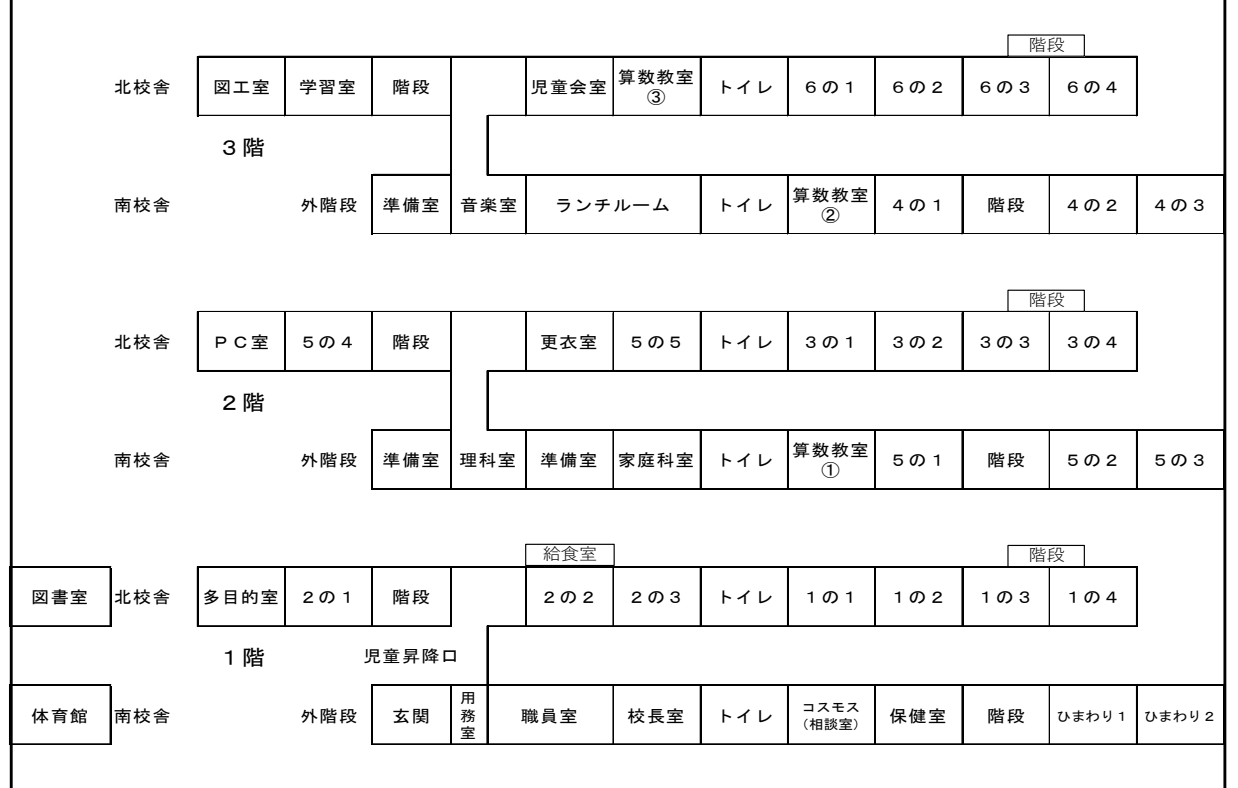 階段
北校舎 図工室 学習室 階段 児童会室 算数教室③ トイレ 6の1 6の2 6の3 6の4
3階
南校舎 外階段 準備室 音楽室 ランチルーム トイレ 算数教室② 4の1 階段 4の2 4の3
階段
北校舎 PC室 5の4 階段 更衣室 5の5 トイレ 3の1 3の2 3の3 3の4
2階
南校舎 外階段 準備室 理科室 準備室 家庭科室 トイレ 算数教室① 5の1 階段 5の2 5の3
給食室 階段
図書室 北校舎 多目的室 2の1 階段 2の2 2の3 トイレ 1の1 1の2 1の3 1の4
1階 児童昇降口
体育館 南校舎 外階段 玄関 用務室 職員室 校長室 トイレ コスモス(相談室) 保健室 階段 ひまわり1 ひまわり2